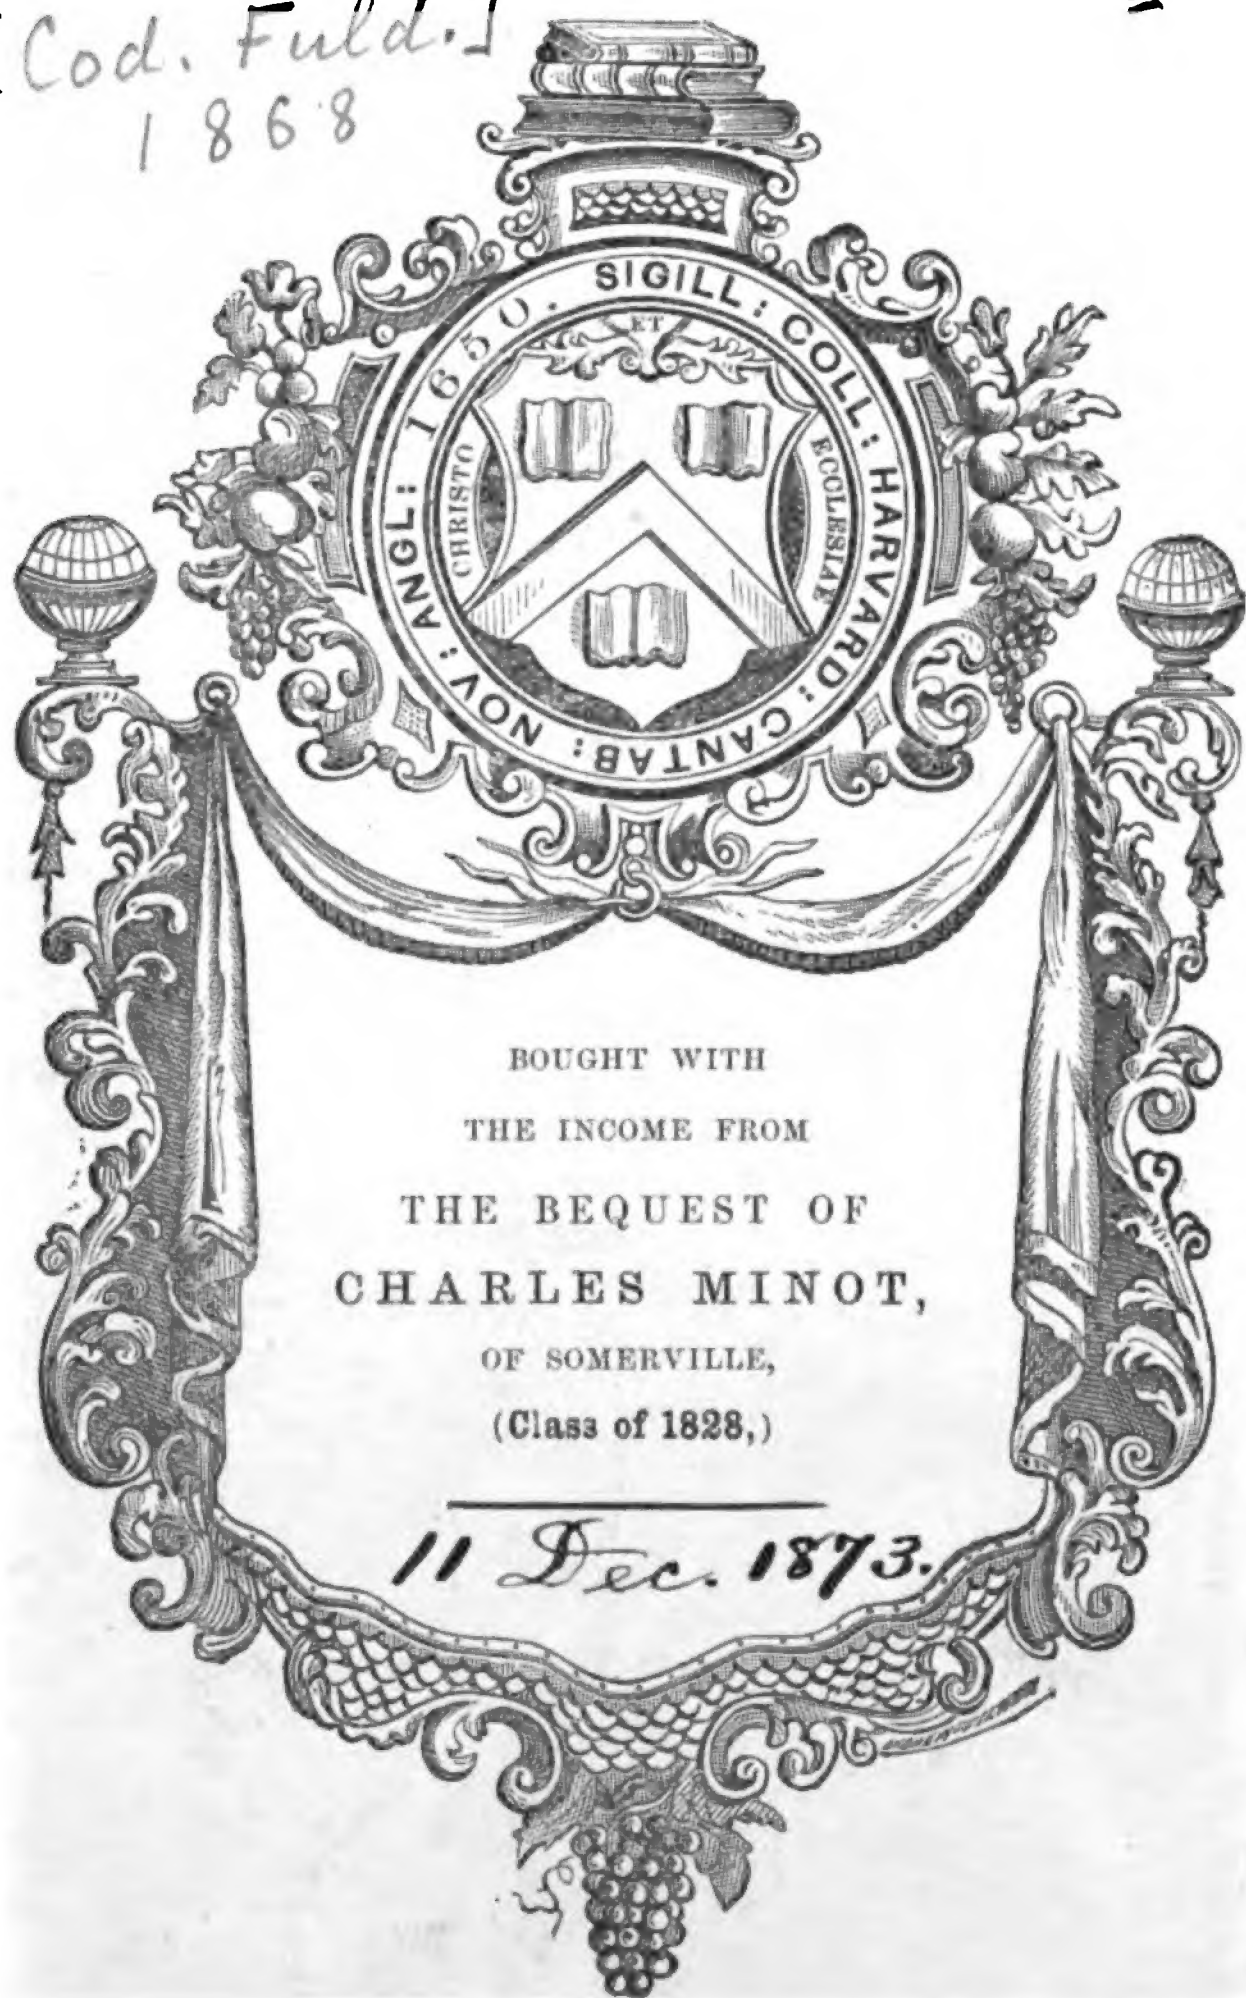 Cod. Fuld.]
1868
SIGILL: COLL: HARVARD: CANTAB: NOV: ANGL: 1650.
CHRISTO
ET
ECCLESIAE
BOUGHT WITH
THE INCOME FROM
THE BEQUEST OF
CHARLES MINOT,
OF SOMERVILLE,
(Class of 1828,)
11 Dec. 1873.